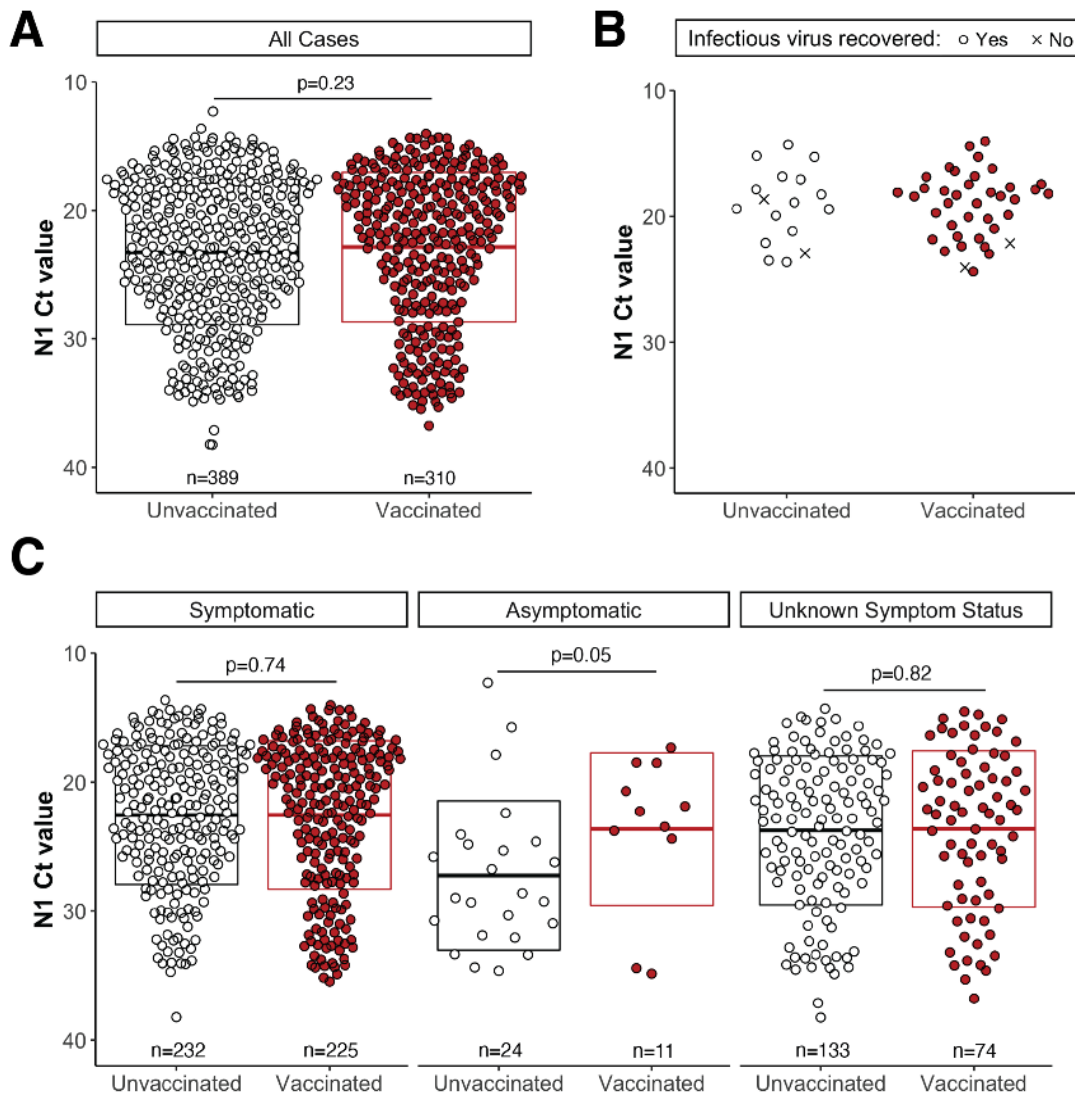 A
All Cases
p=0.23
N1 Ct value
10
20
30
40
n=389
n=310
Unvaccinated
Vaccinated
B
Infectious virus recovered: ○ Yes × No
N1 Ct value
10
20
30
40
Unvaccinated
Vaccinated
C
Symptomatic
Asymptomatic
Unknown Symptom Status
p=0.74
p=0.05
p=0.82
N1 Ct value
10
20
30
40
n=232
n=225
n=24
n=11
n=133
n=74
Unvaccinated
Vaccinated
Unvaccinated
Vaccinated
Unvaccinated
Vaccinated